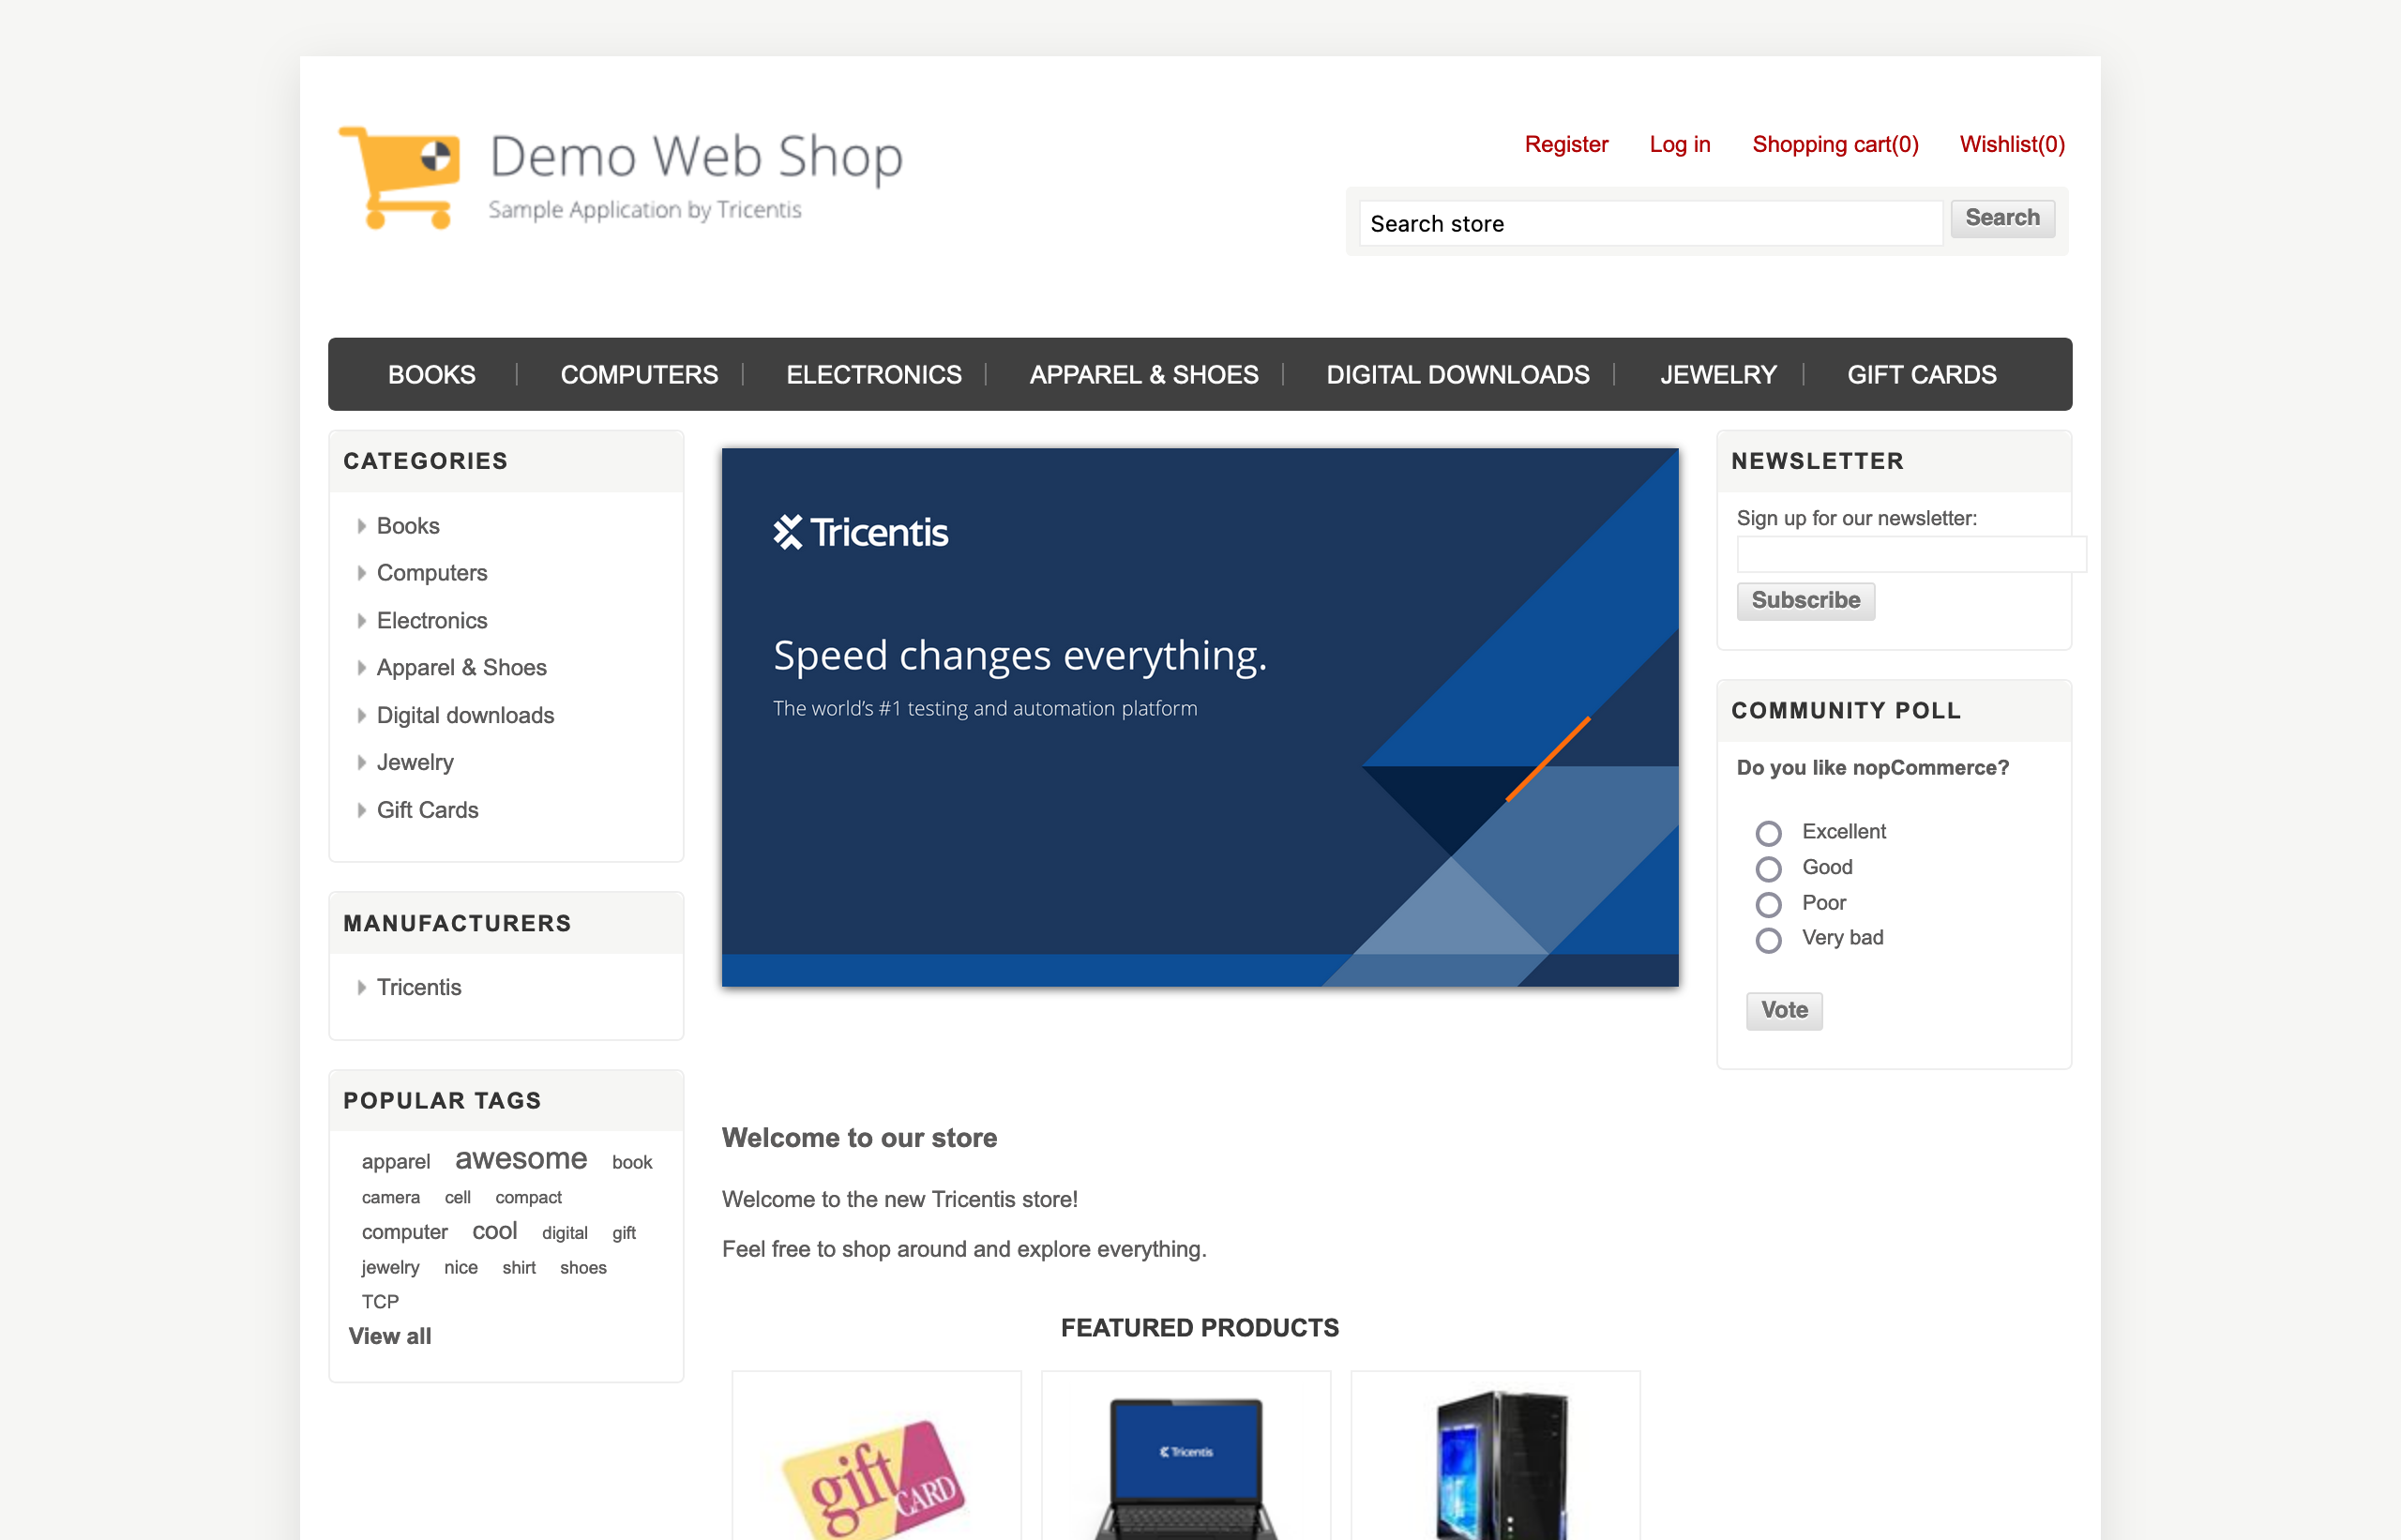 Demo Web Shop
Sample Application by Tricentis
Register Log in Shopping cart(0) Wishlist(0)
Search store Search
BOOKS COMPUTERS ELECTRONICS APPAREL & SHOES DIGITAL DOWNLOADS JEWELRY GIFT CARDS
CATEGORIES
Books
Computers
Electronics
Apparel & Shoes
Digital downloads
Jewelry
Gift Cards
MANUFACTURERS
Tricentis
POPULAR TAGS
apparel awesome book
camera cell compact
computer cool digital gift
jewelry nice shirt shoes
TCP
View all
Tricentis
Speed changes everything.
The world's #1 testing and automation platform
Welcome to our store
Welcome to the new Tricentis store!
Feel free to shop around and explore everything.
FEATURED PRODUCTS
gift
CARD
Tricentis
NEWSLETTER
Sign up for our newsletter:
Subscribe
COMMUNITY POLL
Do you like nopCommerce?
Excellent
Good
Poor
Very bad
Vote